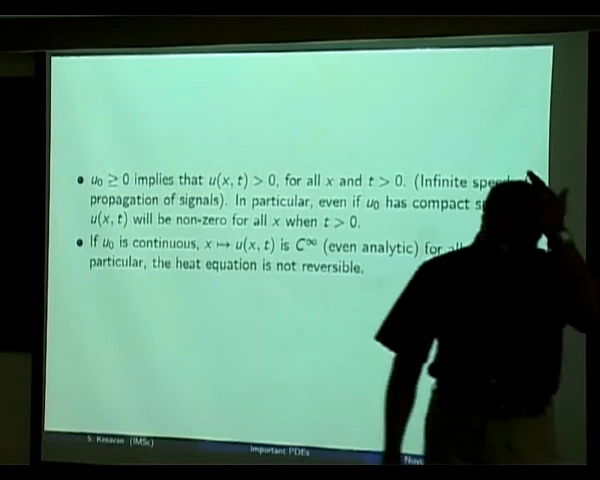 • u₀ ≥ 0 implies that u(x, t) > 0, for all x and t > 0. (Infinite
propagation of signals). In particular, even if u₀ has compact
u(x, t) will be non-zero for all x when t > 0.
• If u₀ is continuous, x ↦ u(x, t) is C∞ (even analytic) for
particular, the heat equation is not reversible.
S. Kesavan (IMSc) Important PDEs